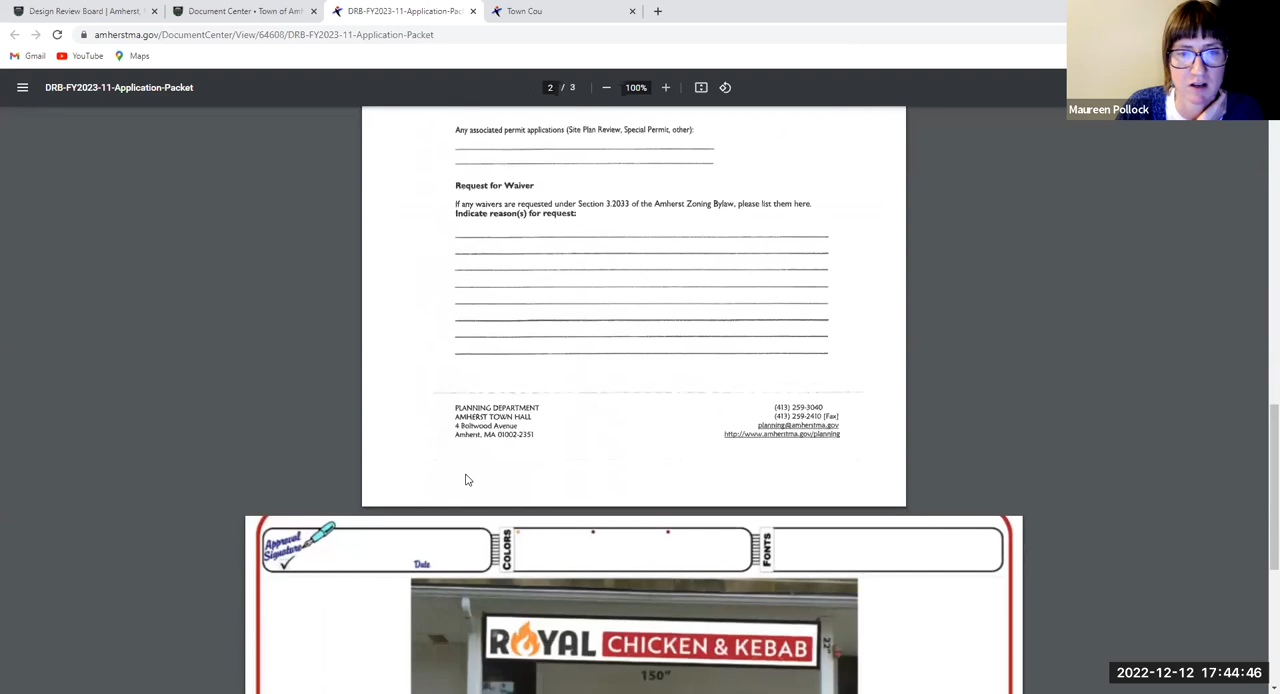 Design Review Board | Amherst,
Document Center • Town of Am
DRB-FY2023-11-Application-Pac
Town Cou
amherstma.gov/DocumentCenter/View/64608/DRB-FY2023-11-Application-Packet
Gmail
YouTube
Maps
DRB-FY2023-11-Application-Packet
2 / 3
100%
Maureen Pollock
Any associated permit applications (Site Plan Review, Special Permit, other):
Request for Waiver
If any waivers are requested under Section 3.2033 of the Amherst Zoning Bylaw, please list them here.
Indicate reason(s) for request:
PLANNING DEPARTMENT
AMHERST TOWN HALL
4 Boltwood Avenue
Amherst, MA 01002-2351
(413) 259-3040
(413) 259-2410 [Fax]
planning@amherstma.gov
http://www.amherstma.gov/planning
Approval
Signature
Date
COLORS
FONTS
ROYAL CHICKEN & KEBAB
22"
150"
2022-12-12 17:44:46